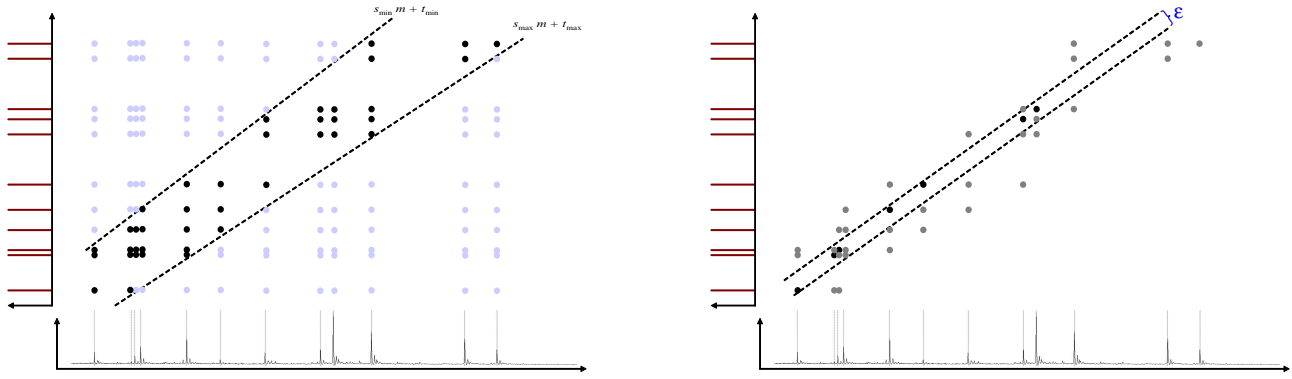 s_min m + t_min
s_max m + t_max
ε